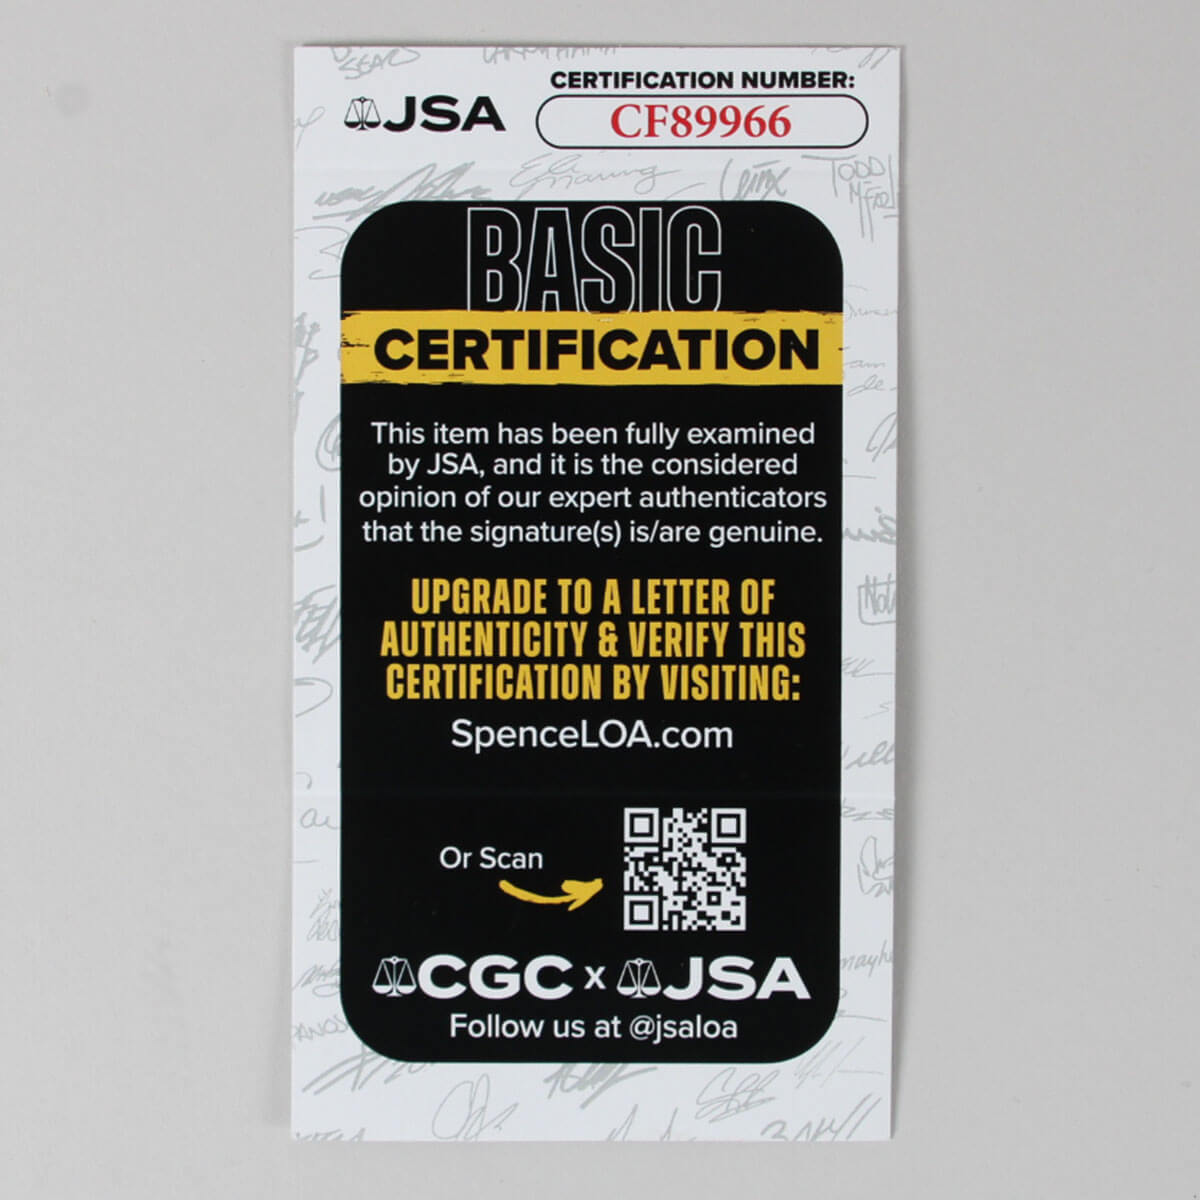 JSA
CERTIFICATION NUMBER:
CF89966
BASIC
CERTIFICATION
This item has been fully examined
by JSA, and it is the considered
opinion of our expert authenticators
that the signature(s) is/are genuine.
UPGRADE TO A LETTER OF
AUTHENTICITY & VERIFY THIS
CERTIFICATION BY VISITING:
SpenceLOA.com
Or Scan
CGC x JSA
Follow us at @jsaloa